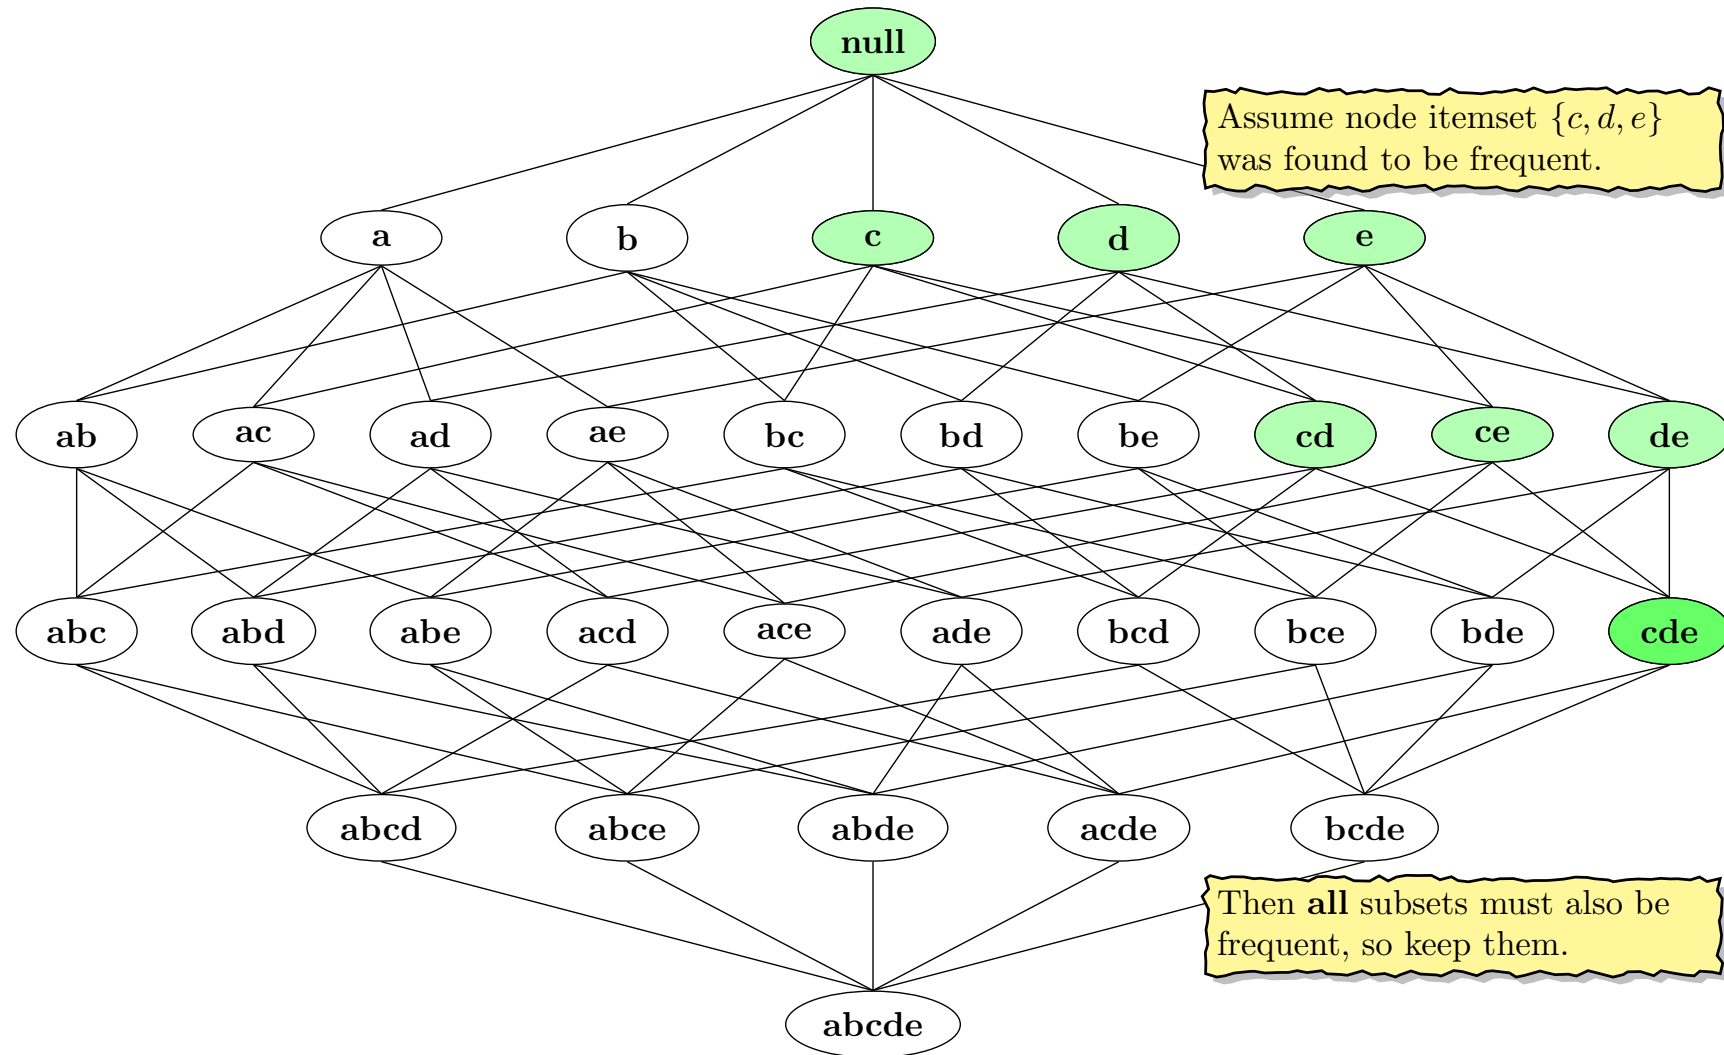 null
Assume node itemset {c, d, e}
was found to be frequent.
a b c d e
ab ac ad ae bc bd be cd ce de
abc abd abe acd ace ade bcd bce bde cde
abcd abce abde acde bcde
Then all subsets must also be
frequent, so keep them.
abcde